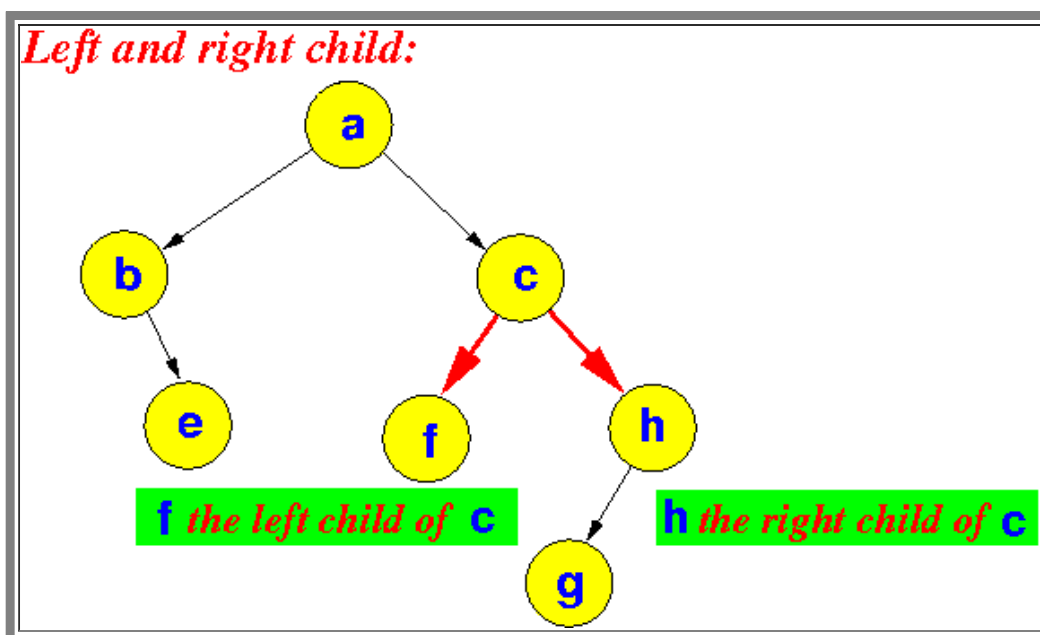 Left and right child:
a
b
c
e
f
h
f the left child of c
h the right child of c
g